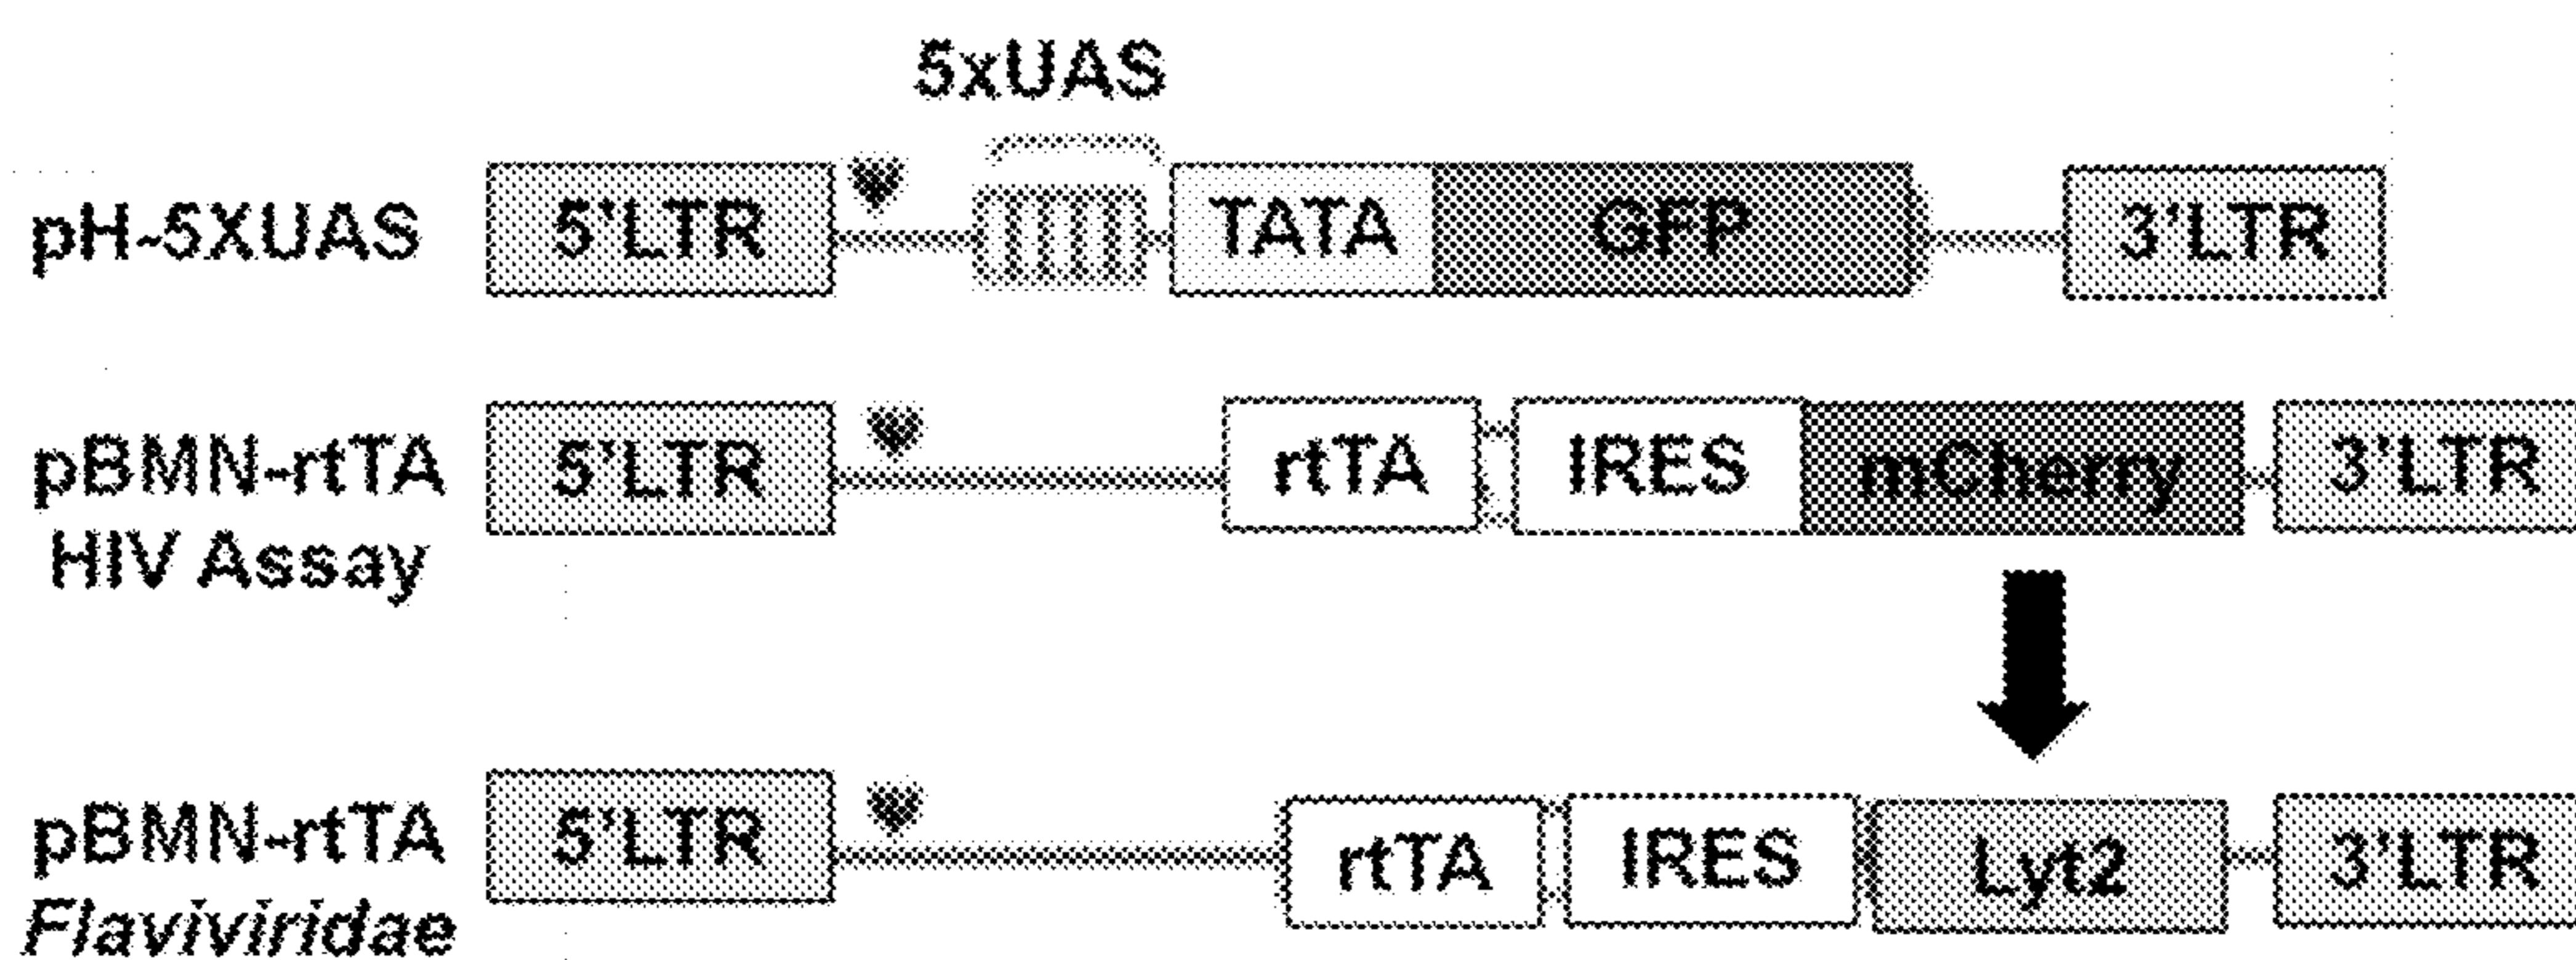 5xUAS
pH-5XUAS 5'LTR TATA GFP 3'LTR
pBMN-rtTA 5'LTR rtTA IRES mCherry 3'LTR
HIV Assay
pBMN-rtTA 5'LTR rtTA IRES Lyt2 3'LTR
Flaviviridae